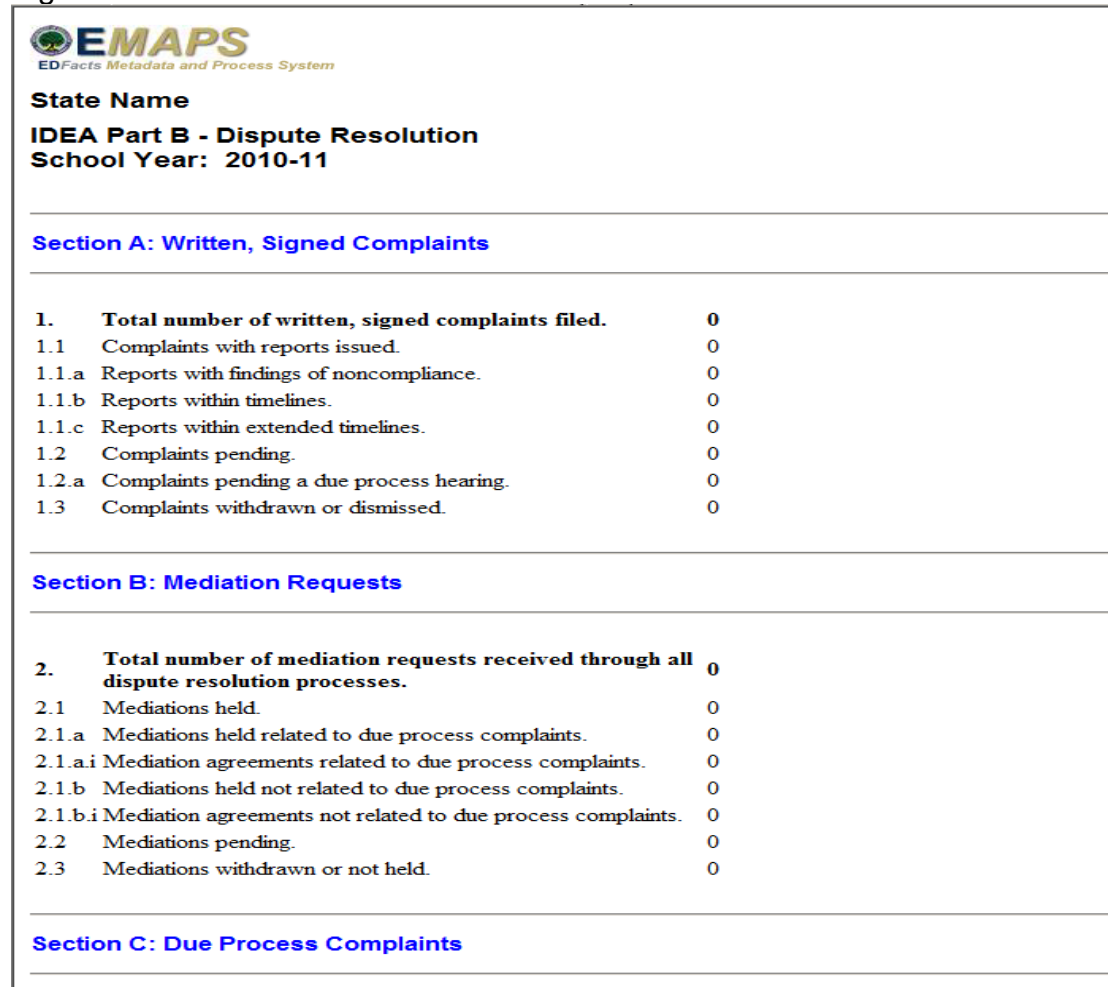 EMAPS
EDFacts Metadata and Process System
State Name
IDEA Part B - Dispute Resolution
School Year: 2010-11
Section A: Written, Signed Complaints
1. Total number of written, signed complaints filed. 0
1.1 Complaints with reports issued. 0
1.1.a Reports with findings of noncompliance. 0
1.1.b Reports within timelines. 0
1.1.c Reports within extended timelines. 0
1.2 Complaints pending. 0
1.2.a Complaints pending a due process hearing. 0
1.3 Complaints withdrawn or dismissed. 0
Section B: Mediation Requests
2. Total number of mediation requests received through all
dispute resolution processes. 0
2.1 Mediations held. 0
2.1.a Mediations held related to due process complaints. 0
2.1.a.i Mediation agreements related to due process complaints. 0
2.1.b Mediations held not related to due process complaints. 0
2.1.b.i Mediation agreements not related to due process complaints. 0
2.2 Mediations pending. 0
2.3 Mediations withdrawn or not held. 0
Section C: Due Process Complaints